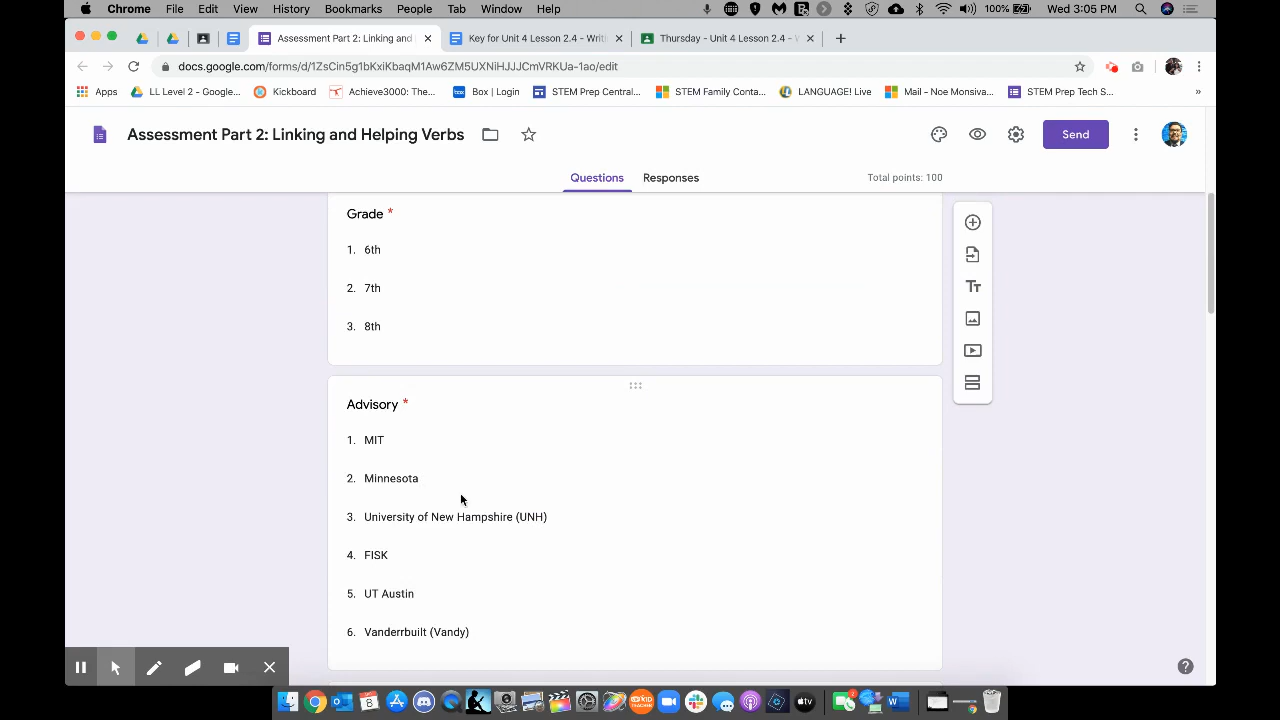 Chrome File Edit View History Bookmarks People Tab Window Help 100% Wed 3:05 PM
Assessment Part 2: Linking and Key for Unit 4 Lesson 2.4 - Writi Thursday - Unit 4 Lesson 2.4 -
docs.google.com/forms/d/1ZsCin5g1bKxiKbaqM1Aw6ZM5UXNiHJJJCmVRKUa-1ao/edit
Apps LL Level 2 - Google... Kickboard Achieve3000: The... Box | Login STEM Prep Central... STEM Family Conta... LANGUAGE! Live Mail - Noe Monsiva... STEM Prep Tech S... »
Assessment Part 2: Linking and Helping Verbs Send
Questions Responses Total points: 100
Grade *
1. 6th
2. 7th
3. 8th
Advisory *
1. MIT
2. Minnesota
3. University of New Hampshire (UNH)
4. FISK
5. UT Austin
6. Vanderrbuilt (Vandy)